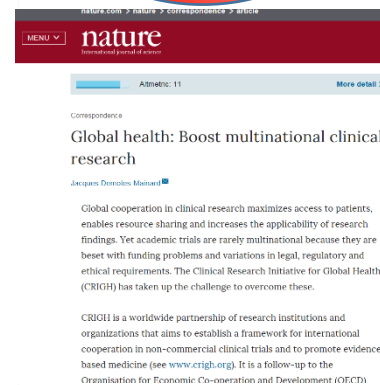 nature.com > nature > correspondence > article
MENU
nature
International journal of science
Altmetric: 11
More detail
Correspondence
Global health: Boost multinational clinical
research
Jacques Demotes Mainard
Global cooperation in clinical research maximizes access to patients,
enables resource sharing and increases the applicability of research
findings. Yet academic trials are rarely multinational because they are
beset with funding problems and variations in legal, regulatory and
ethical requirements. The Clinical Research Initiative for Global Health
(CRIGH) has taken up the challenge to overcome these.
CRIGH is a worldwide partnership of research institutions and
organizations that aims to establish a framework for international
cooperation in non-commercial clinical trials and to promote evidence
based medicine (see www.crigh.org). It is a follow-up to the
Organisation for Economic Co-operation and Development (OECD)